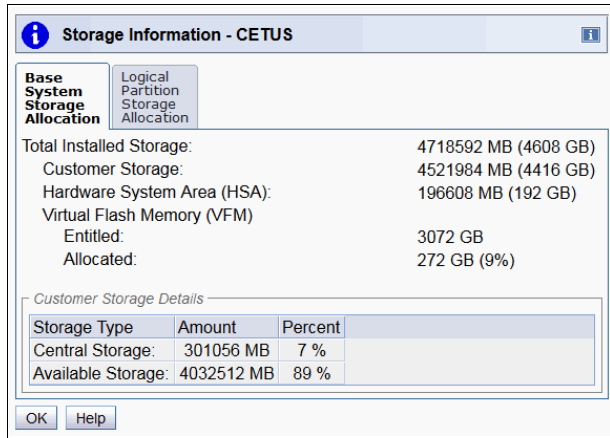 Storage Information - CETUS
Base
System
Storage
Allocation
Logical
Partition
Storage
Allocation
Total Installed Storage: 4718592 MB (4608 GB)
Customer Storage: 4521984 MB (4416 GB)
Hardware System Area (HSA): 196608 MB (192 GB)
Virtual Flash Memory (VFM)
Entitled: 3072 GB
Allocated: 272 GB (9%)
Customer Storage Details
Storage Type Amount Percent
Central Storage: 301056 MB 7 %
Available Storage: 4032512 MB 89 %
OK Help